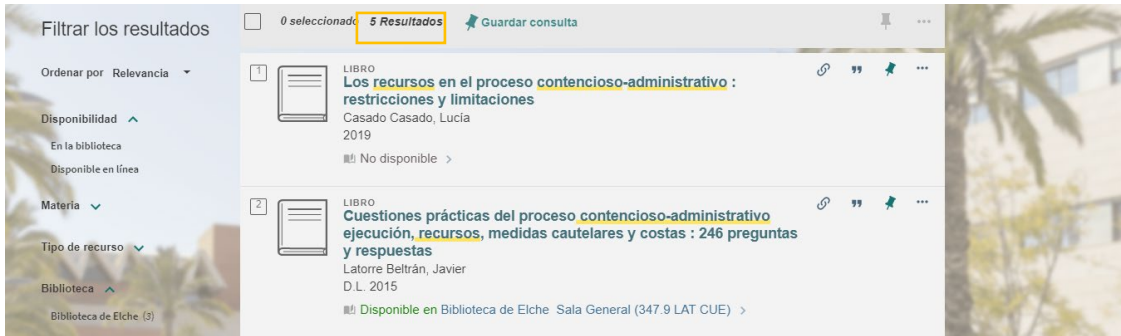 Filtrar los resultados
0 seleccionado 5 Resultados Guardar consulta
Ordenar por Relevancia
Disponibilidad
En la biblioteca
Disponible en línea
Materia
Tipo de recurso
Biblioteca
Biblioteca de Elche (3)
1
LIBRO
Los recursos en el proceso contencioso-administrativo :
restricciones y limitaciones
Casado Casado, Lucía
2019
No disponible
2
LIBRO
Cuestiones prácticas del proceso contencioso-administrativo
ejecución, recursos, medidas cautelares y costas : 246 preguntas
y respuestas
Latorre Beltrán, Javier
D.L. 2015
Disponible en Biblioteca de Elche Sala General (347.9 LAT CUE)